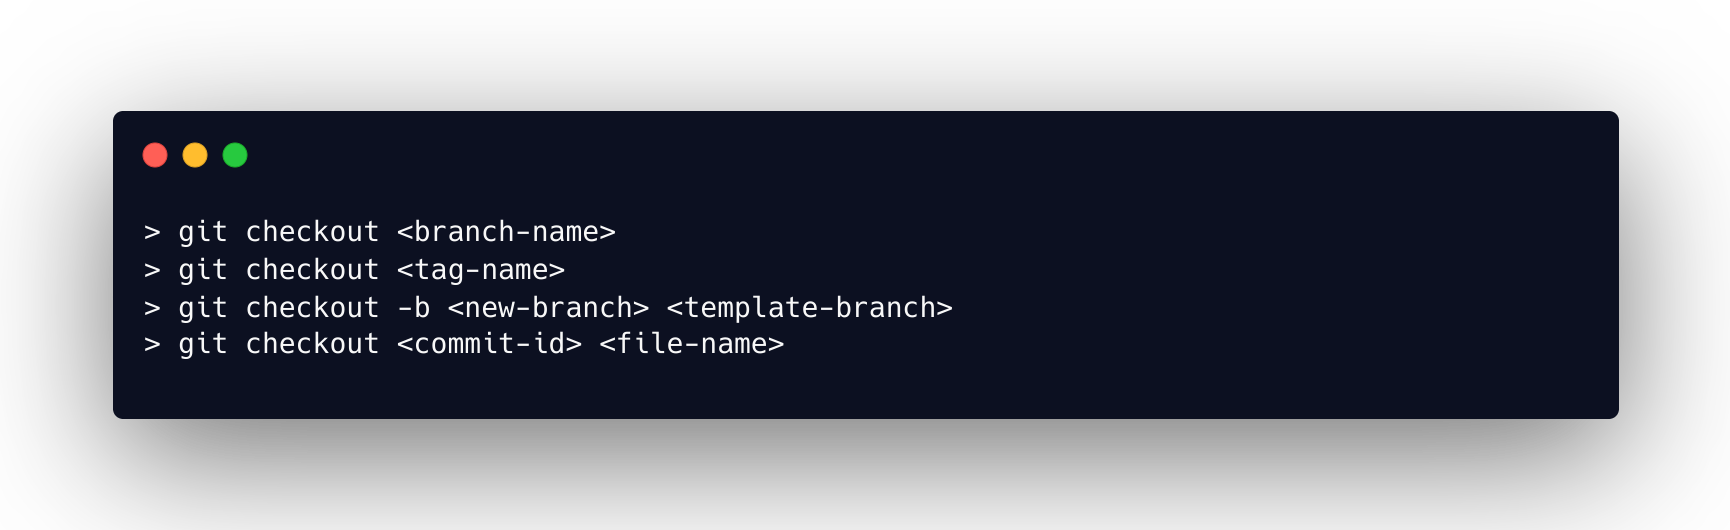 > git checkout <branch-name>
> git checkout <tag-name>
> git checkout -b <new-branch> <template-branch>
> git checkout <commit-id> <file-name>